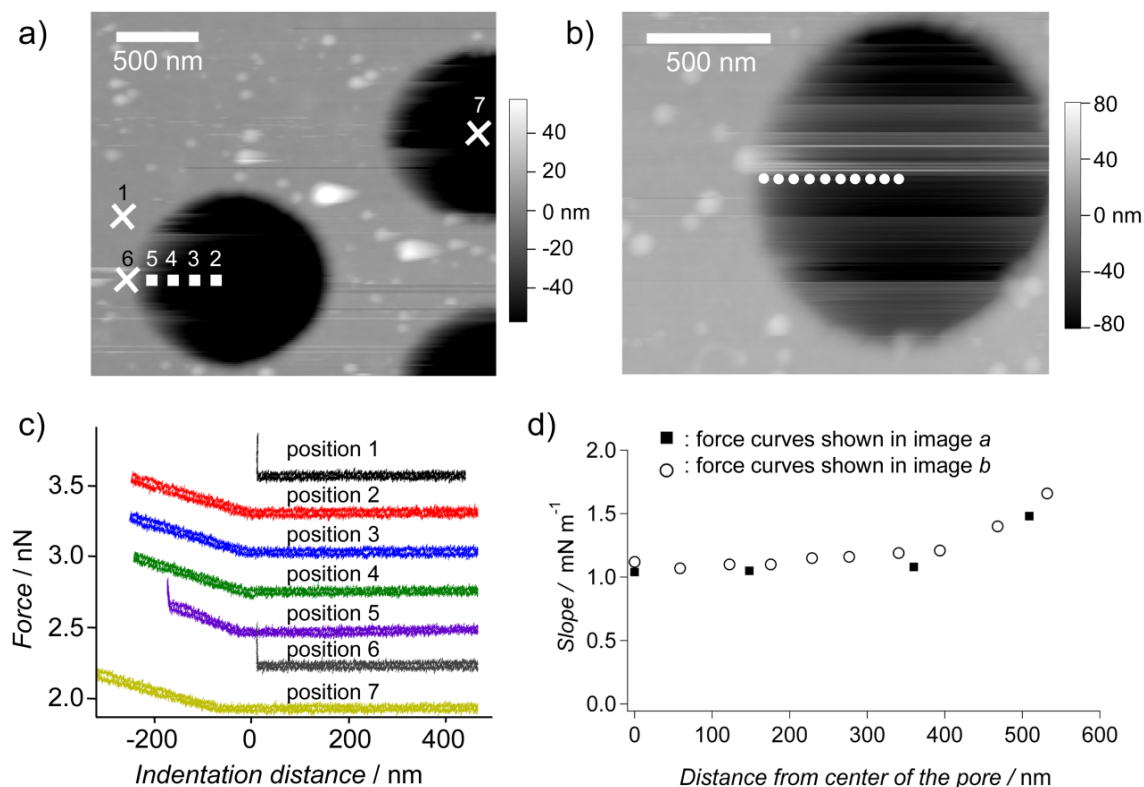 a)
500 nm
7
1
6 5 4 3 2
40
20
0 nm
-20
-40
b)
500 nm
80
40
0 nm
-40
-80
c)
Force / nN
3.5
3.0
2.5
2.0
position 1
position 2
position 3
position 4
position 5
position 6
position 7
-200 0 200 400
Indentation distance / nm
d)
■ : force curves shown in image a
○ : force curves shown in image b
Slope / mN m⁻¹
2.0
1.5
1.0
0.5
0.0
0 100 200 300 400 500 600
Distance from center of the pore / nm